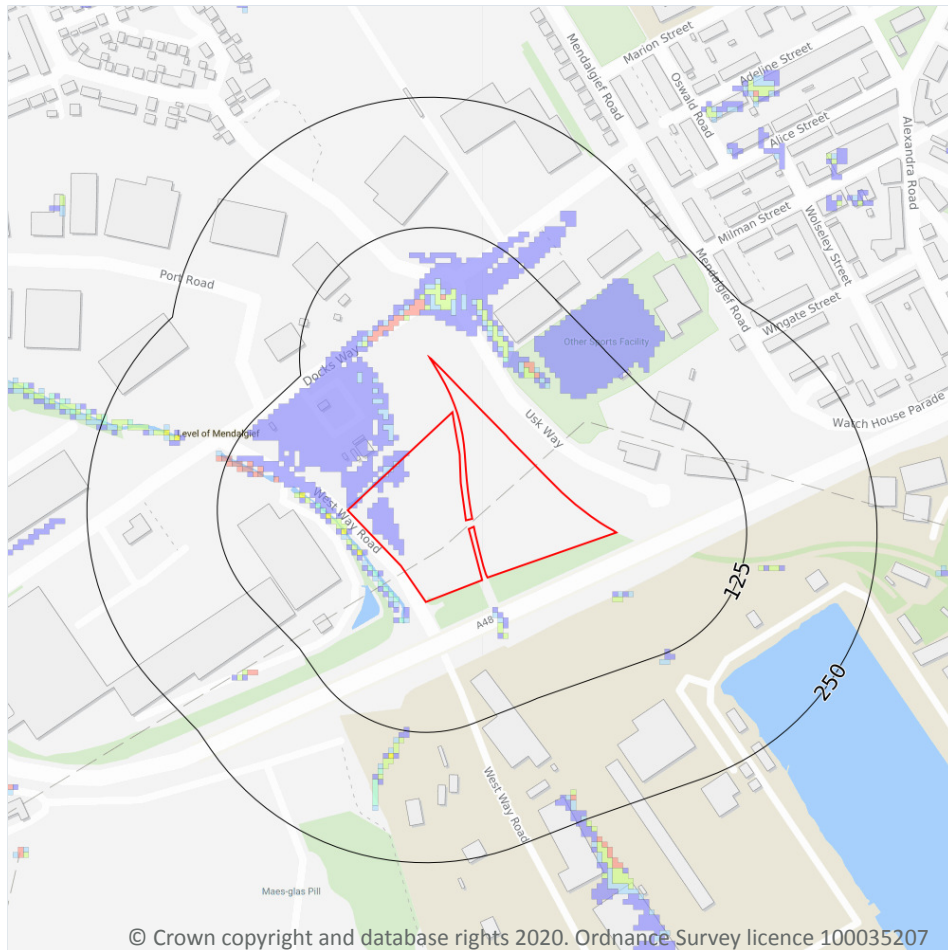 Marion Street
Mendalgief Road
Adeline Street
Oswald Road
Alice Street
Alexandra Road
Milman Street
Wolseley Street
Mendalgief Road
Port Road
Wingate Street
Other Sports Facility
Docks Way
Watch House Parade
Usk Way
Level of Mendalgief
West Way Road
125
A48
250
West Way Road
Maes-glas Pill
© Crown copyright and database rights 2020. Ordnance Survey licence 100035207